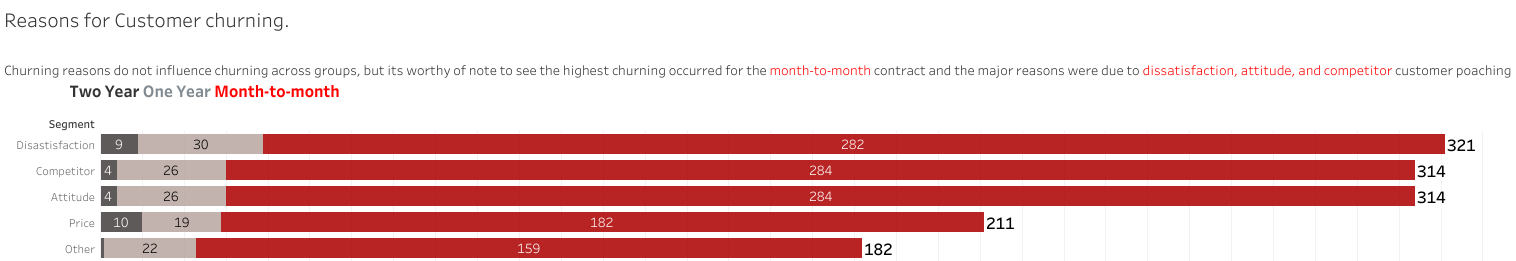 Reasons for Customer churning.
Churning reasons do not influence churning across groups, but its worthy of note to see the highest churning occurred for the month-to-month contract and the major reasons were due to dissatisfaction, attitude, and competitor customer poaching
Two Year One Year Month-to-month
Segment
Disastisfaction 9 30 282 321
Competitor 4 26 284 314
Attitude 4 26 284 314
Price 10 19 182 211
Other 22 159 182